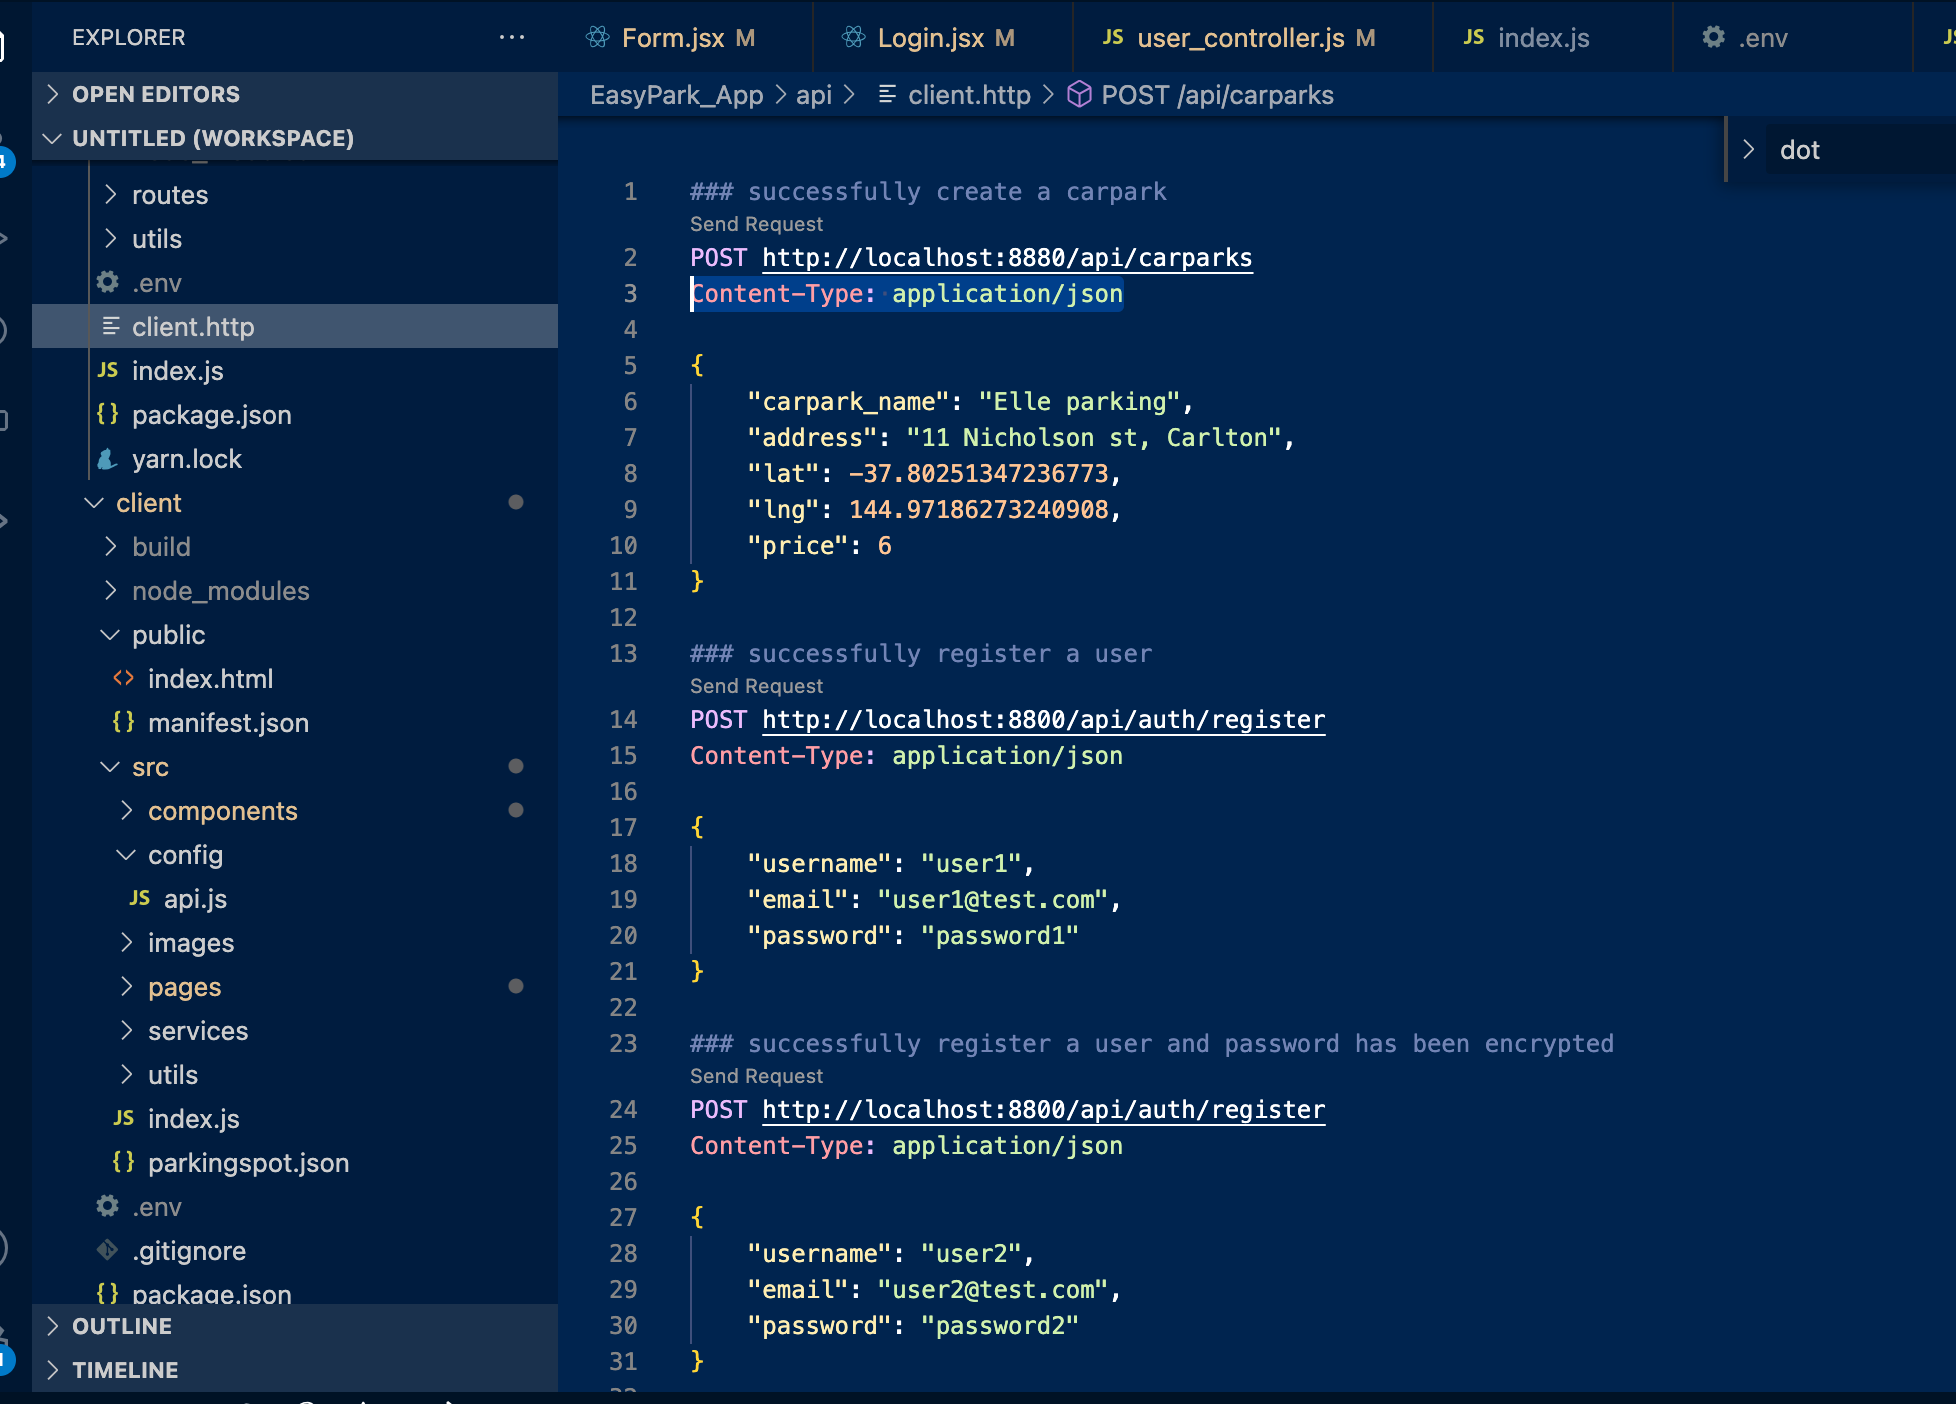 EXPLORER
OPEN EDITORS
UNTITLED (WORKSPACE)
routes
utils
.env
client.http
JS index.js
{} package.json
yarn.lock
client
build
node_modules
public
<> index.html
{} manifest.json
src
components
config
JS api.js
images
pages
services
utils
JS index.js
{} parkingspot.json
.env
.gitignore
{} package.json
OUTLINE
TIMELINE
Form.jsx M
Login.jsx M
JS user_controller.js M
JS index.js
.env
EasyPark_App > api > client.http > POST /api/carparks
> dot
1 ### successfully create a carpark
Send Request
2 POST http://localhost:8880/api/carparks
3 Content-Type: application/json
4
5 {
6 "carpark_name": "Elle parking",
7 "address": "11 Nicholson st, Carlton",
8 "lat": -37.80251347236773,
9 "lng": 144.97186273240908,
10 "price": 6
11 }
12
13 ### successfully register a user
Send Request
14 POST http://localhost:8800/api/auth/register
15 Content-Type: application/json
16
17 {
18 "username": "user1",
19 "email": "user1@test.com",
20 "password": "password1"
21 }
22
23 ### successfully register a user and password has been encrypted
Send Request
24 POST http://localhost:8800/api/auth/register
25 Content-Type: application/json
26
27 {
28 "username": "user2",
29 "email": "user2@test.com",
30 "password": "password2"
31 }